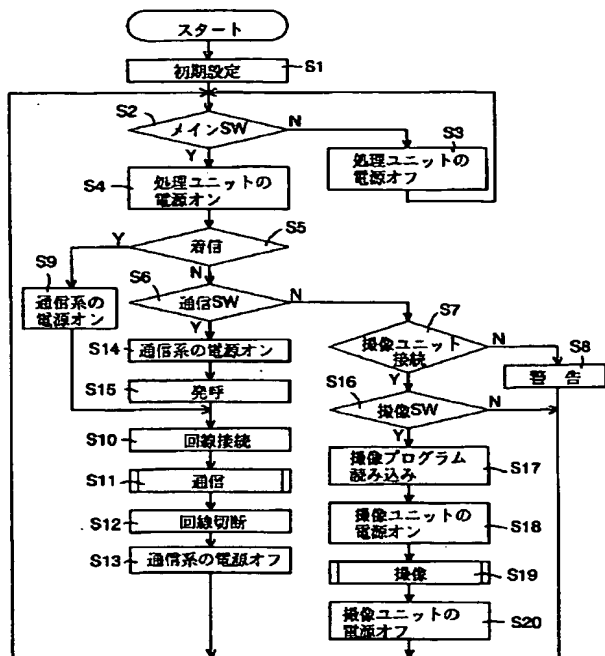 スタート
初期設定
S1
S2
メインSW
N
Y
S3
処理ユニットの
電源オフ
S4
処理ユニットの
電源オン
S5
着信
Y
N
S9
通信系の
電源オン
S6
通信SW
N
Y
S7
撮像ユニット
接続
N
Y
S8
警告
S14
通信系の電源オン
S15
発呼
S16
撮像SW
N
Y
S10
回線接続
S11
通信
S12
回線切断
S13
通信系の電源オフ
撮像プログラム
読み込み
S17
撮像ユニットの
電源オン
S18
撮像
S19
撮像ユニットの
電源オフ
S20